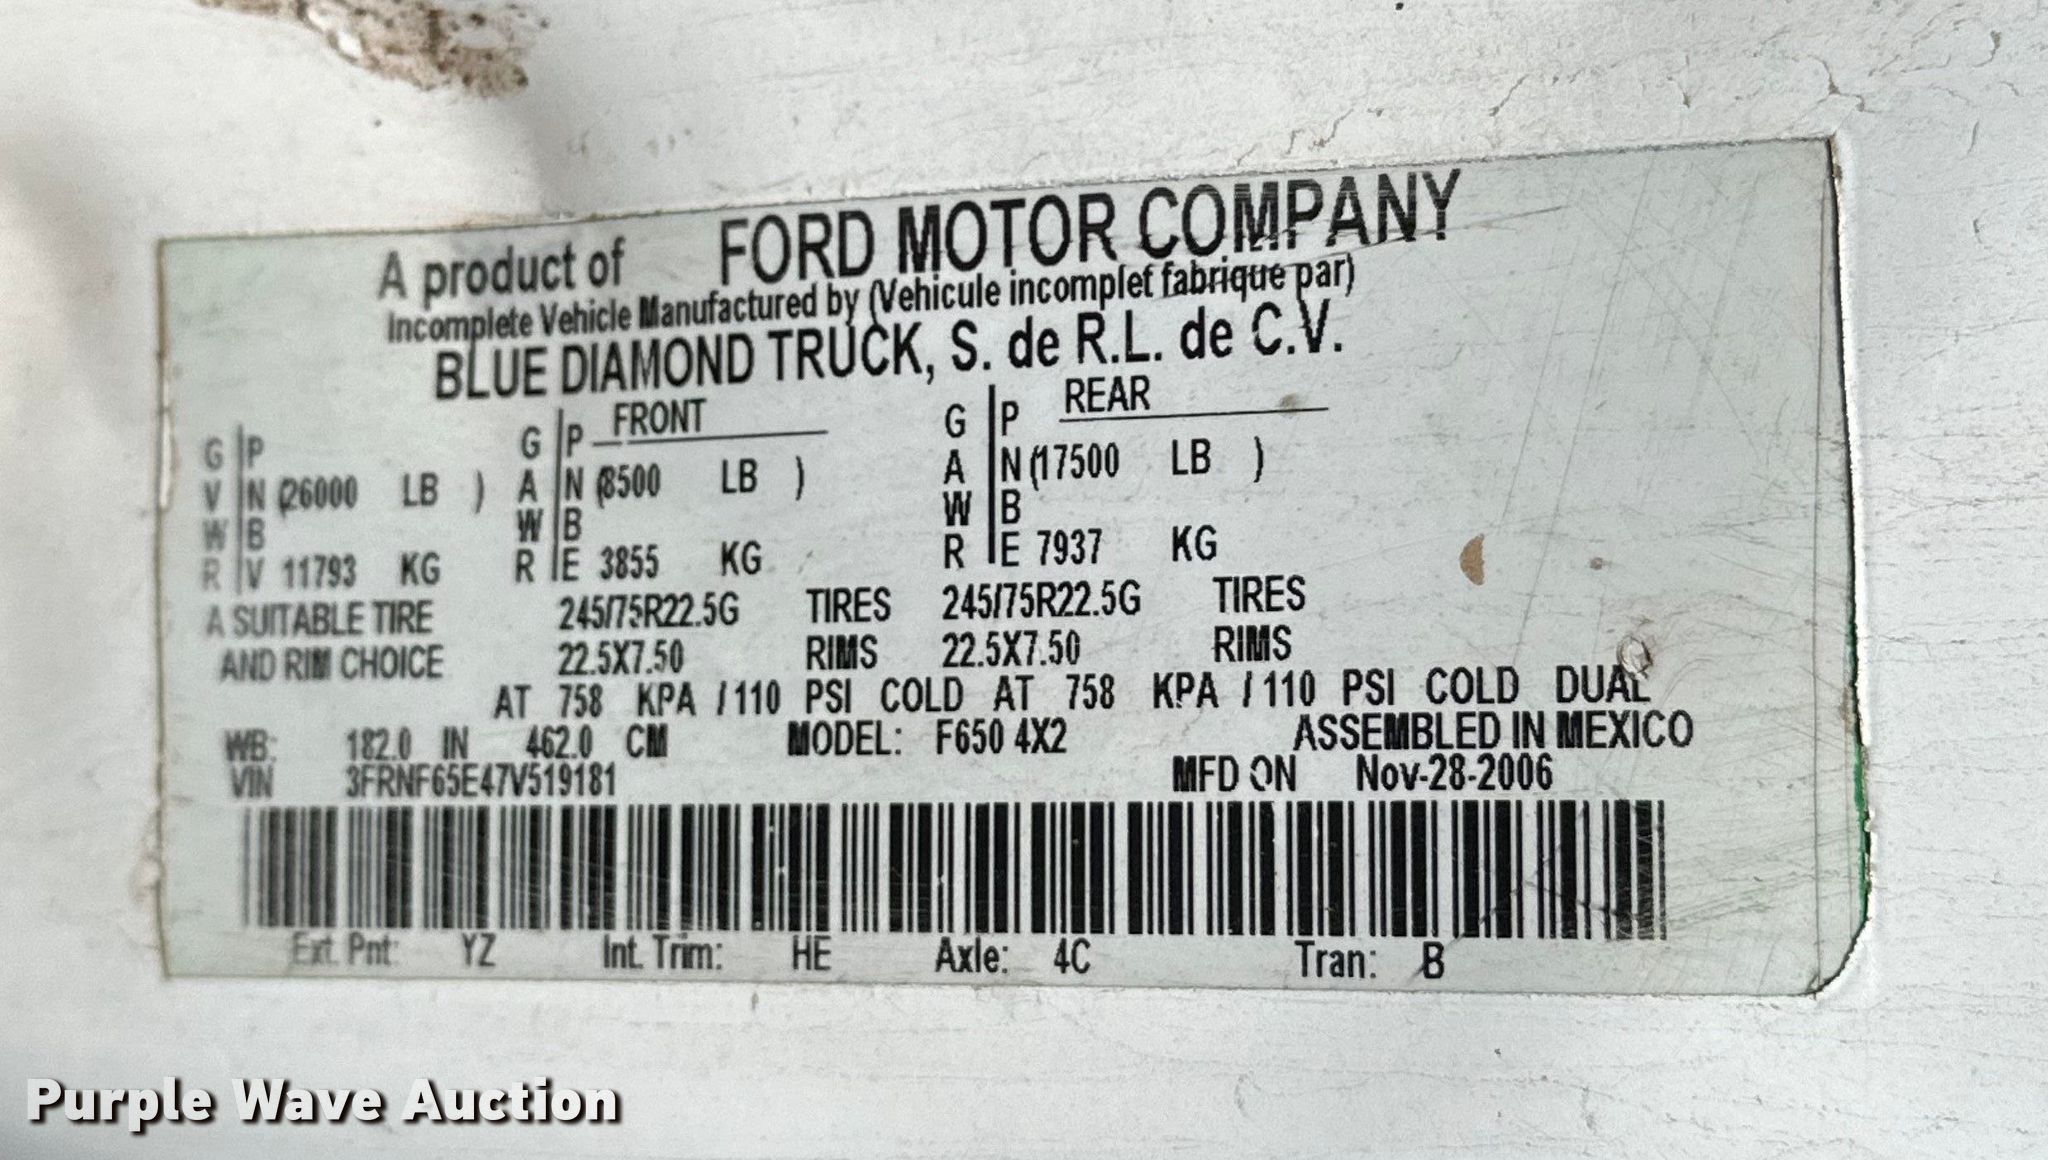 A product of FORD MOTOR COMPANY
Incomplete Vehicle Manufactured by (Vehicule incomplet fabrique par)
BLUE DIAMOND TRUCK, S. de R.L. de C.V.
G P G P FRONT G P REAR
V N (26000 LB ) A N (8500 LB ) A N (17500 LB )
W B W B W B
R V 11793 KG R E 3855 KG R E 7937 KG
A SUITABLE TIRE 245/75R22.5G TIRES 245/75R22.5G TIRES
AND RIM CHOICE 22.5X7.50 RIMS 22.5X7.50 RIMS
AT 758 KPA / 110 PSI COLD AT 758 KPA / 110 PSI COLD DUAL
WB: 182.0 IN 462.0 CM MODEL: F650 4X2 ASSEMBLED IN MEXICO
VIN 3FRNF65E47V519181 MFD ON Nov-28-2006
Ext. Pnt: YZ Int. Trim: HE Axle: 4C Tran: B
Purple Wave Auction